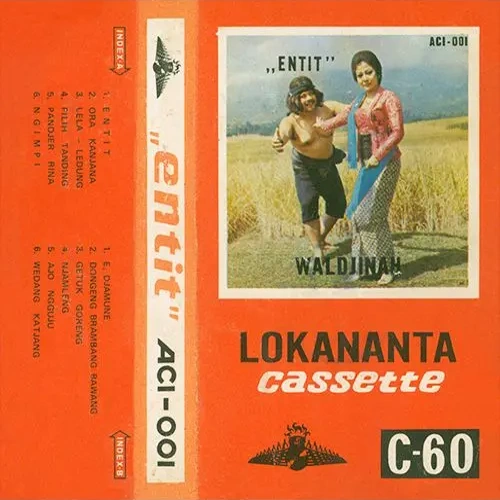 INDEX-A
1. ENTIT
2. ORA KANJANA
3. LELA - LEDUNG
4. PILIH TANDING
5. PANDJER RINA
6. NGIMPI
1. E. DJAMUNE
2. DONGENG BRAMBANG BAWANG
3. GETUK GORENG
4. NJAMLENG
5. AJO NGGUJU
6. WEDANG KATJANG
INDEX-B
„entit”
ACI-001
ACI-001
„ENTIT”
WALDJINAH
LOKANANTA
cassette
C-60